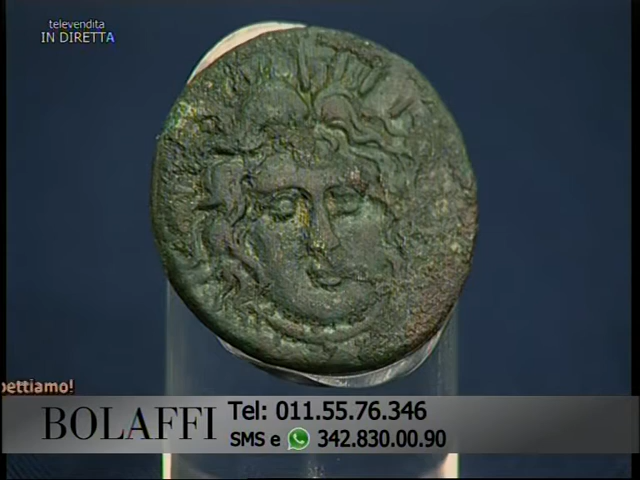 televendita
IN DIRETTA
pettiamo!
BOLAFFI
Tel: 011.55.76.346
SMS e 342.830.00.90